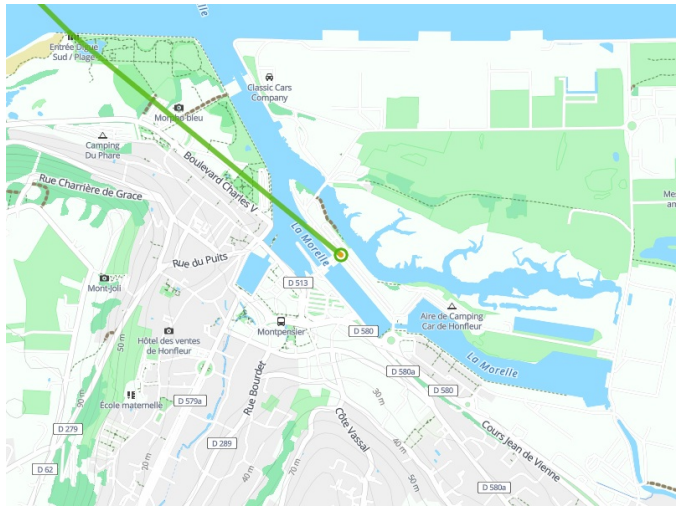 Entrée Digue
Sud / Plage
Classic Cars
Company
Morpho-bleu
Camping
Du Phare
Boulevard Charles V
Rue Charrière de Grace
Mes
an
La Morelle
Rue du Puits
D 513
Mont-Joli
Aire de Camping
Car de Honfleur
Montpensier
D 580
Hôtel des ventes
de Honfleur
50 m
La Morelle
D 580a
D 580
30 m
Rue Bourdet
École maternelle
D 579a
90 m
Côte Vassal
Cours Jean de Vienne
D 279
D 289
40 m
D 62
20 m
40 m
70 m
50 m
D 580a